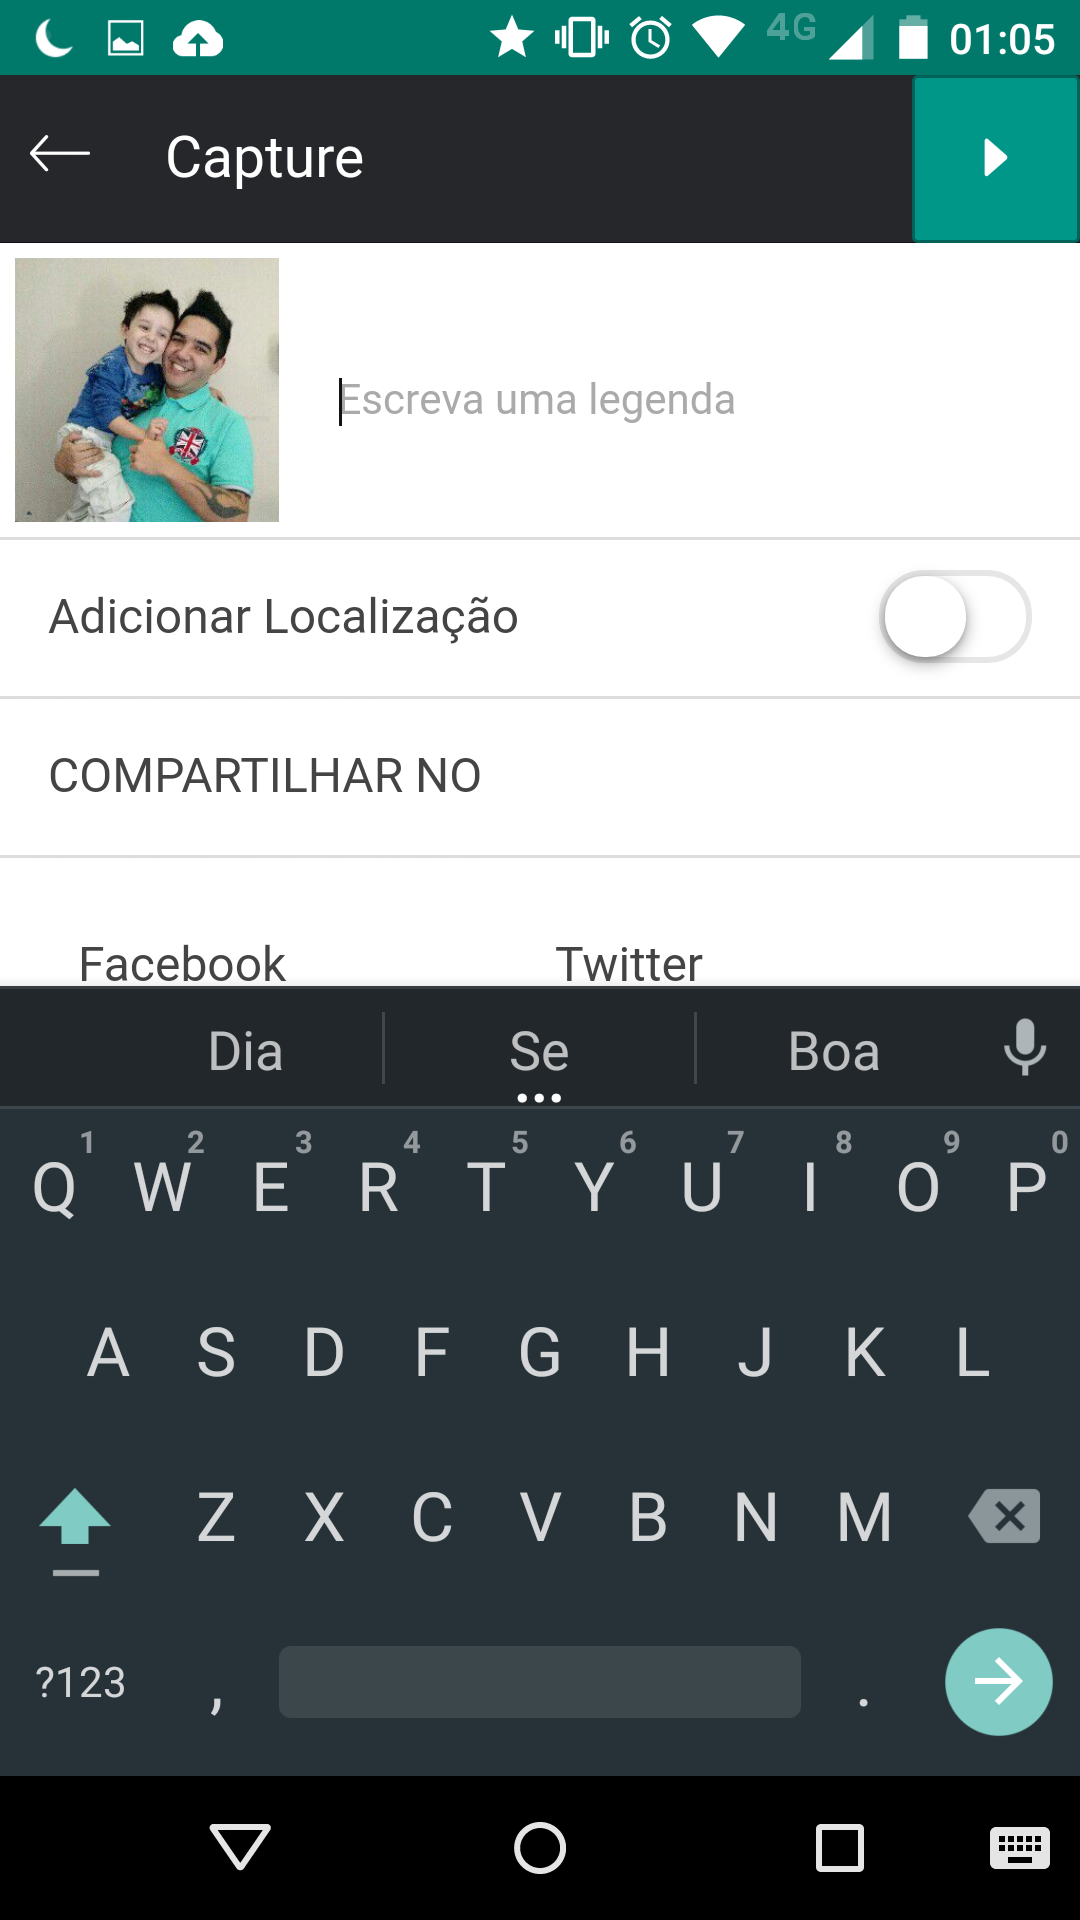 4G 01:05
Capture
Escreva uma legenda
Adicionar Localização
COMPARTILHAR NO
Facebook Twitter
Dia Se Boa
1 2 3 4 5 6 7 8 9 0
Q W E R T Y U I O P
A S D F G H J K L
Z X C V B N M
?123 , .